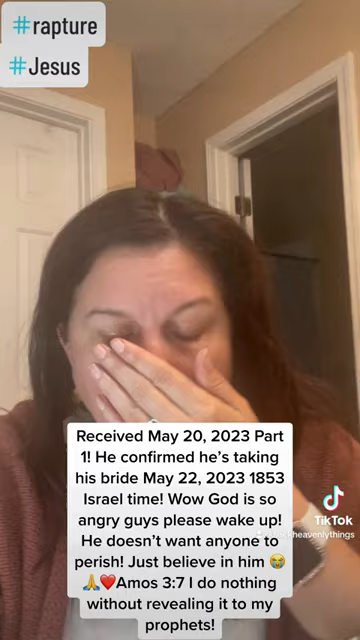 #rapture
#Jesus
Received May 20, 2023 Part
1! He confirmed he's taking
his bride May 22, 2023 1853
Israel time! Wow God is so
angry guys please wake up!
He doesn't want anyone to
perish! Just believe in him 😭
🙏❤️Amos 3:7 I do nothing
without revealing it to my
prophets!
TikTok